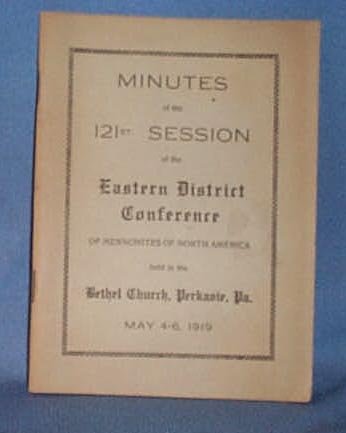 MINUTES
of the
121ST. SESSION
of the
Eastern District
Conference
OF MENNONITES OF NORTH AMERICA
held in the
Bethel Church, Perkasie, Pa.
MAY 4-6, 1919